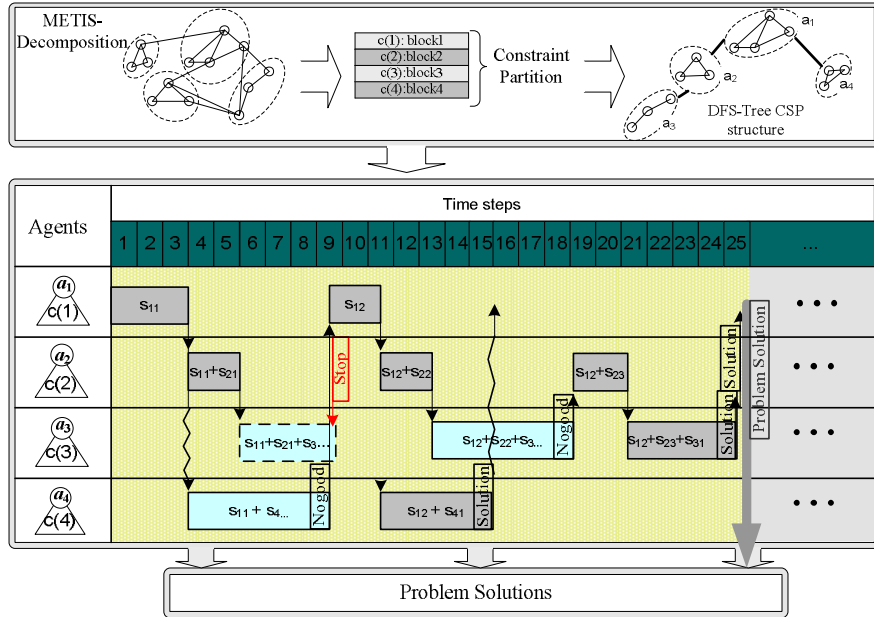 METIS-
Decomposition
c(1): block1
c(2): block2
c(3): block3
c(4): block4
Constraint
Partition
a1
a2
a3
a4
DFS-Tree CSP
structure
Agents
Time steps
1 2 3 4 5 6 7 8 9 10 11 12 13 14 15 16 17 18 19 20 21 22 23 24 25 ...
a1
c(1)
s11
s12
• • •
a2
c(2)
s11+s21
Stop
s12+s22
s12+s23
Solution
Problem Solution
• • •
a3
c(3)
s11+s21+s3...
s12+s22+s3...
Nogood
s12+s23+s31
Solution
• • •
a4
c(4)
s11 + s4...
Nogood
s12 + s41
Solution
• • •
Problem Solutions